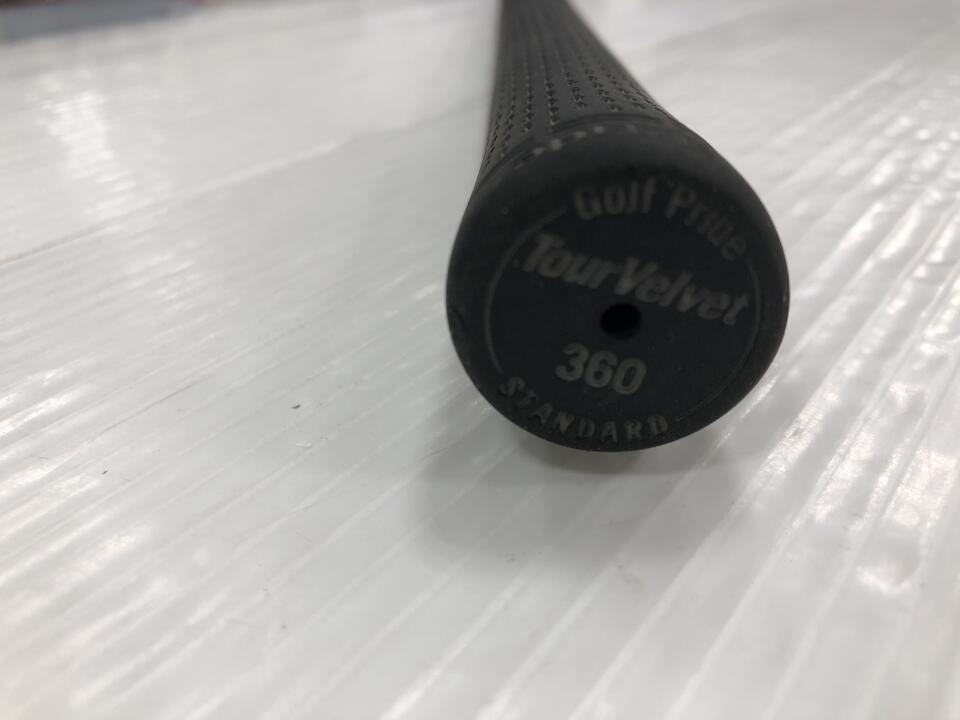 Golf Pride
TourVelvet
360
STANDARD